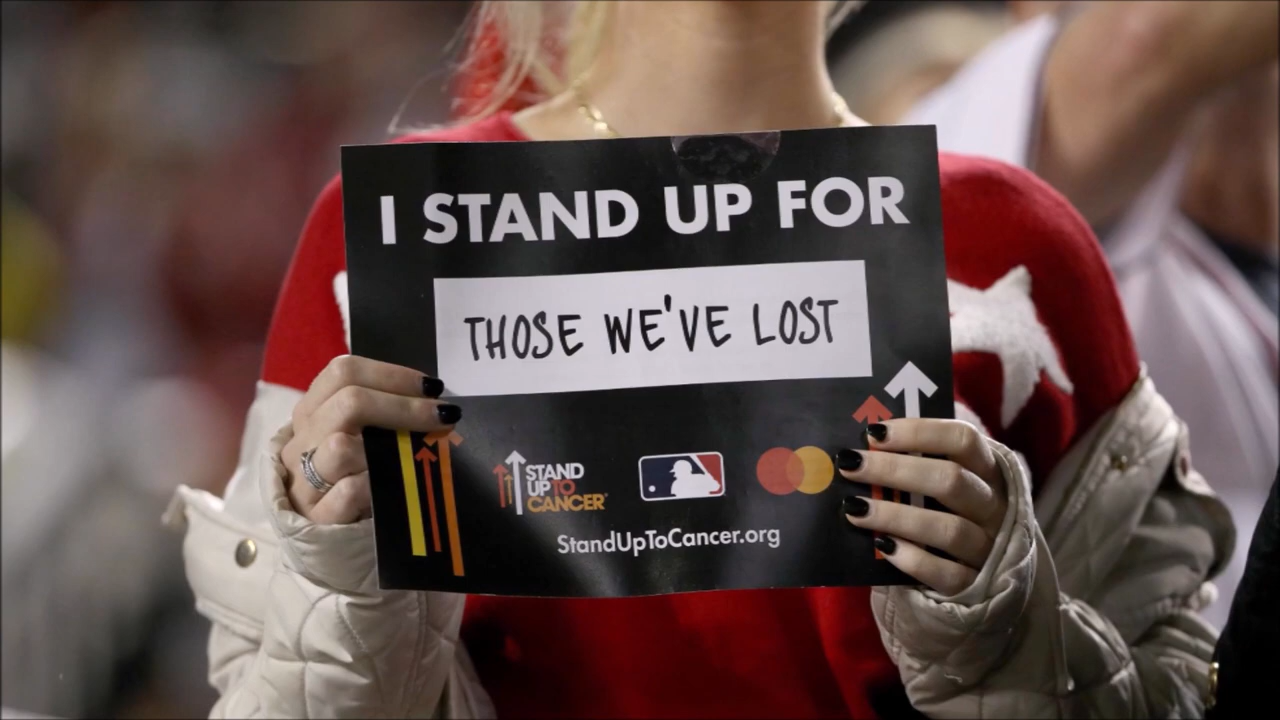 I STAND UP FOR
THOSE WE'VE LOST
STAND
UP TO
CANCER
StandUpToCancer.org